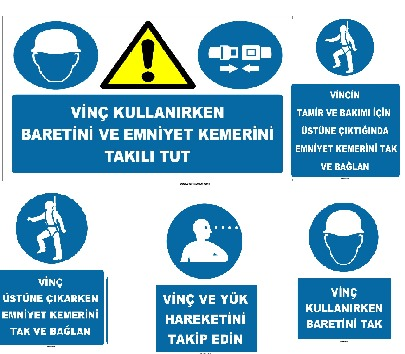 VİNÇ KULLANIRKEN
BARETİNİ VE EMNİYET KEMERİNİ
TAKILI TUT
VİNCİN
TAMİR VE BAKIMI İÇİN
ÜSTÜNE ÇIKTIĞINDA
EMNİYET KEMERİNİ TAK
VE BAĞLAN
VİNÇ
ÜSTÜNE ÇIKARKEN
EMNİYET KEMERİNİ
TAK VE BAĞLAN
VİNÇ VE YÜK
HAREKETİNİ
TAKİP EDİN
VİNÇ
KULLANIRKEN
BARETİNİ TAK